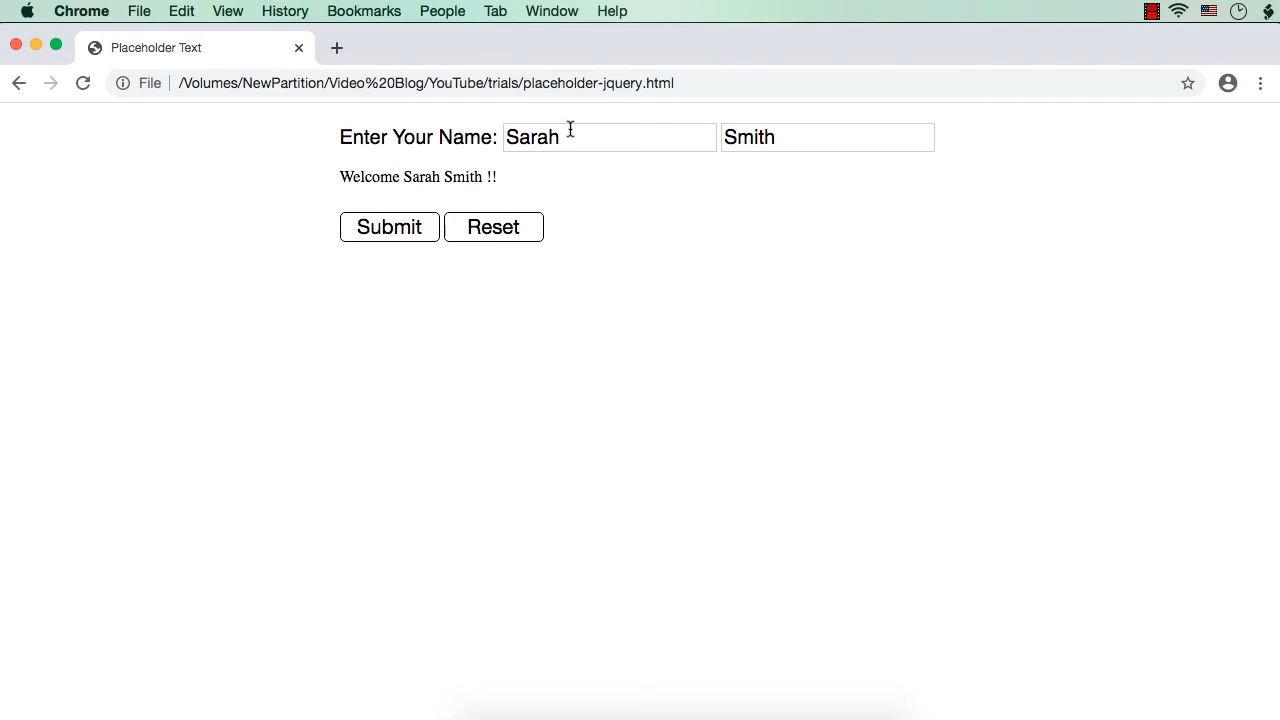 Chrome File Edit View History Bookmarks People Tab Window Help
Placeholder Text
File /Volumes/NewPartition/Video%20Blog/YouTube/trials/placeholder-jquery.html
Enter Your Name: Sarah Smith
Welcome Sarah Smith !!
Submit Reset